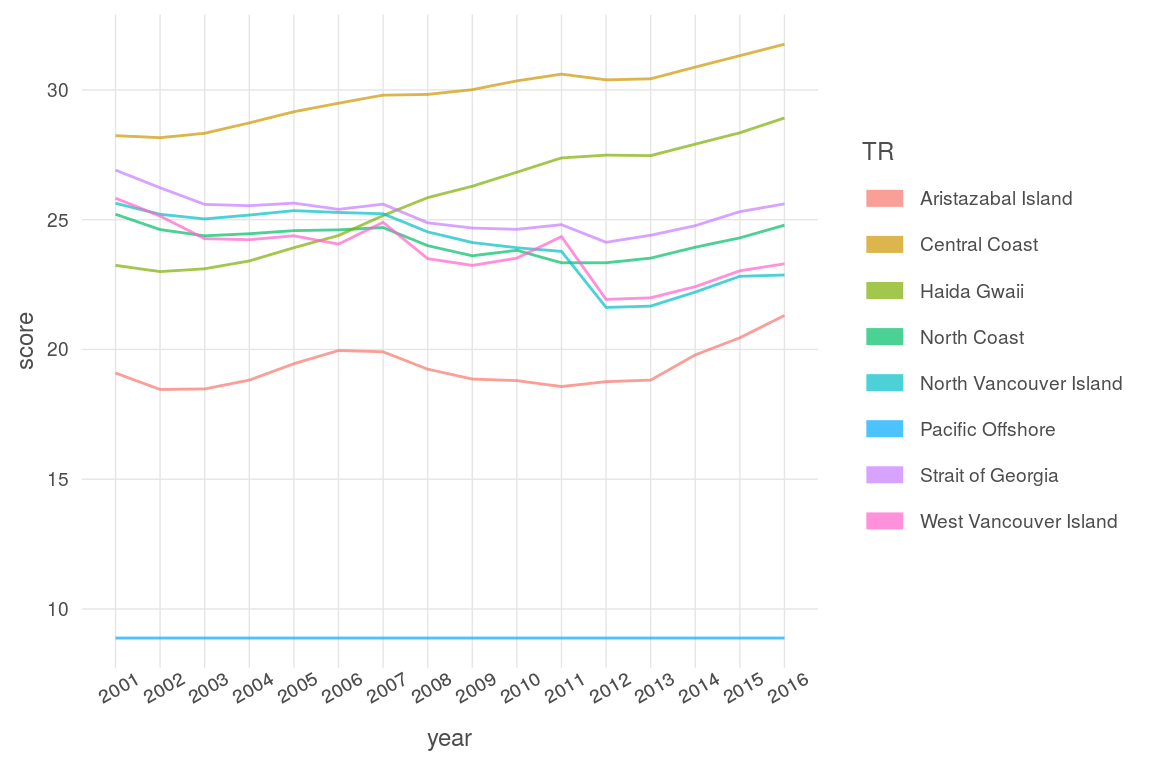 30
25
20
15
10
score
2001 2002 2003 2004 2005 2006 2007 2008 2009 2010 2011 2012 2013 2014 2015 2016
year
TR
Aristazabal Island
Central Coast
Haida Gwaii
North Coast
North Vancouver Island
Pacific Offshore
Strait of Georgia
West Vancouver Island